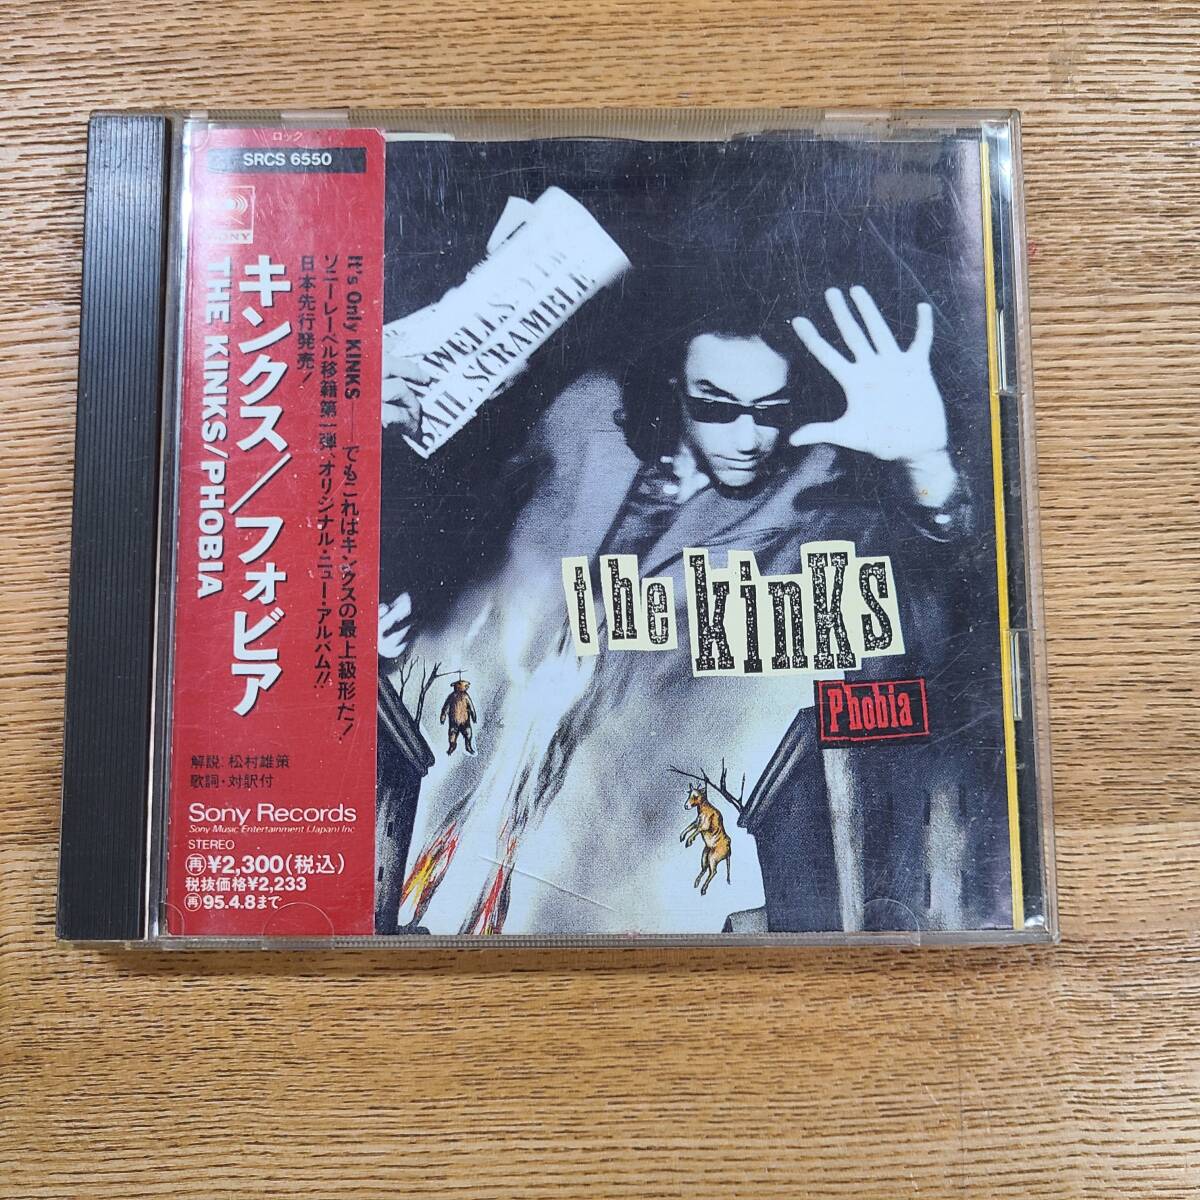 ロック
SRCS 6550
SONY
キンクス/フォビア
THE KINKS/PHOBIA
It's Only KINKS——でもこれはキンクスの最上級形だ!
ソニーレーベル移籍第一弾、オリジナル・ニュー・アルバム!!
日本先行発売!
解説:松村雄策
歌詞・対訳付
Sony Records
Sony Music Entertainment (Japan) Inc
STEREO
再¥2,300(税込)
税抜価格¥2,233
再95.4.8まで
WELLS
SCRAMBLE
the kinKs
Phobia